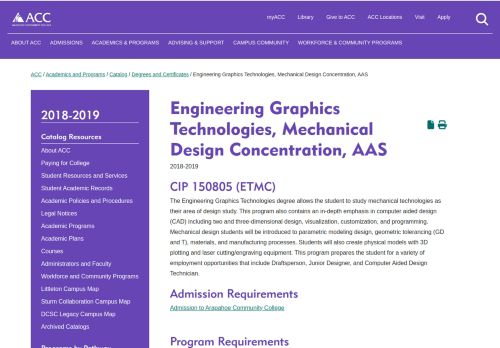 ACC
myACC Library Give to ACC ACC Locations Visit Apply
ABOUT ACC ADMISSIONS ACADEMICS & PROGRAMS ADVISING & SUPPORT CAMPUS COMMUNITY WORKFORCE & COMMUNITY PROGRAMS
ACC / Academics and Programs / Catalog / Degrees and Certificates / Engineering Graphics Technologies, Mechanical Design Concentration, AAS
2018-2019
Catalog Resources
About ACC
Paying for College
Student Resources and Services
Student Academic Records
Academic Policies and Procedures
Legal Notices
Academic Programs
Academic Plans
Courses
Administrators and Faculty
Workforce and Community Programs
Littleton Campus Map
Sturm Collaboration Campus Map
DCSC Legacy Campus Map
Archived Catalogs
Programs by Pathway
Engineering Graphics
Technologies, Mechanical
Design Concentration, AAS
2018-2019
CIP 150805 (ETMC)
The Engineering Graphics Technologies degree allows the student to study mechanical technologies as
their area of design study. This program also contains an in-depth emphasis in computer aided design
(CAD) including two and three-dimensional design, visualization, customization, and programming.
Mechanical design students will be introduced to parametric modeling design, geometric tolerancing (GD
and T), materials, and manufacturing processes. Students will also create physical models with 3D
plotting and laser cutting/engraving equipment. This program prepares the student for a variety of
employment opportunities that include Draftsperson, Junior Designer, and Computer Aided Design
Technician.
Admission Requirements
Admission to Arapahoe Community College
Program Requirements